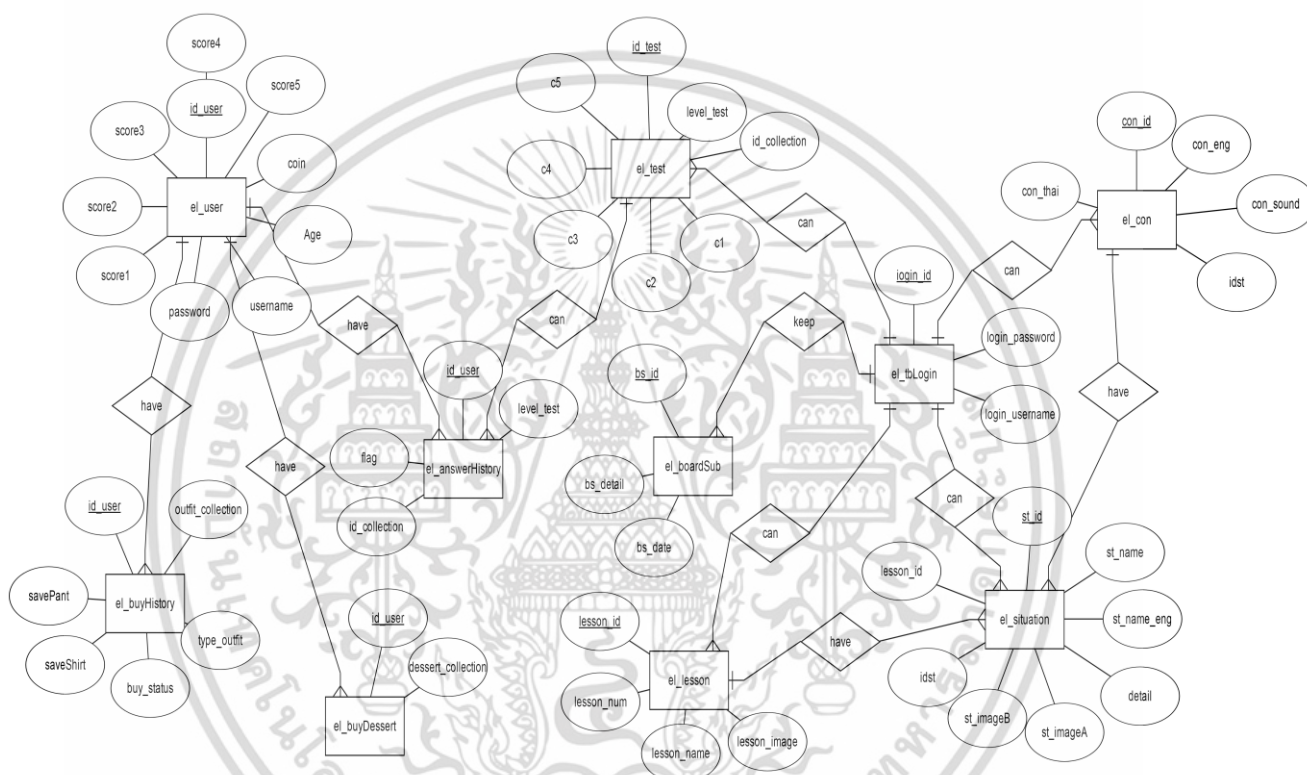 score4
id_test
id_user
score5
c5
score3
level_test
con_id
con_eng
coin
id_collection
c4
el_test
con_thai
score2
el_user
con_sound
el_con
Age
c3
c1
can
score1
c2
iogin_id
can
idst
password
username
have
can
keep
login_password
el_tbLogin
id_user
bs_id
have
have
level_test
login_username
flag
el_answerHistory
el_boardSub
have
bs_detail
can
st_id
id_user
outfit_collection
id_collection
can
bs_date
lesson_id
st_name
savePant
el_buyHistory
id_user
lesson_id
el_situation
st_name_eng
type_outfit
have
saveShirt
dessert_collection
el_lesson
idst
detail
buy_status
lesson_num
st_imageB
st_imageA
el_buyDessert
lesson_name
lesson_image